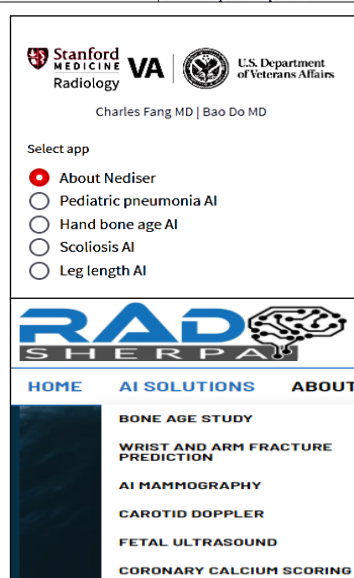 Stanford
MEDICINE
Radiology
VA
U.S. Department
of Veterans Affairs
Charles Fang MD | Bao Do MD
Select app
About Nediser
Pediatric pneumonia AI
Hand bone age AI
Scoliosis AI
Leg length AI
RAD
SHERPA
HOME AI SOLUTIONS ABOUT
BONE AGE STUDY
WRIST AND ARM FRACTURE
PREDICTION
AI MAMMOGRAPHY
CAROTID DOPPLER
FETAL ULTRASOUND
CORONARY CALCIUM SCORING